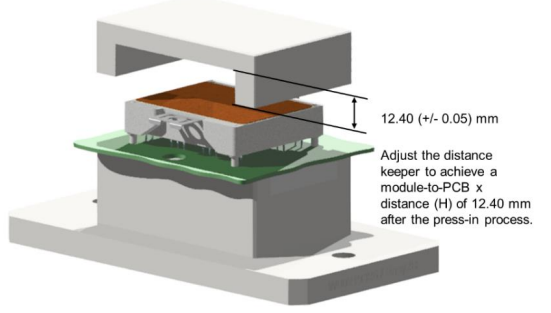 12.40 (+/- 0.05) mm
Adjust the distance
keeper to achieve a
module-to-PCB x
distance (H) of 12.40 mm
after the press-in process.